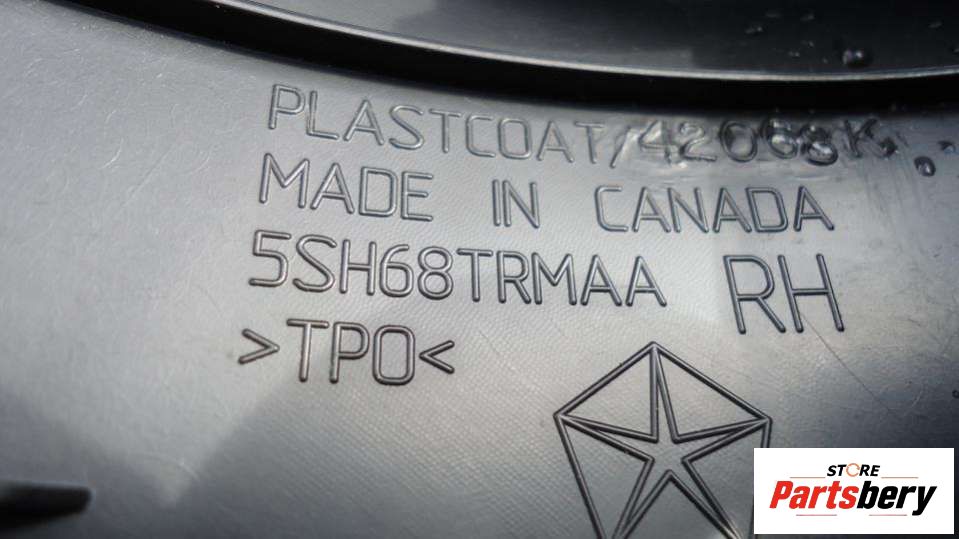 PLASTCOAT/42068K
MADE IN CANADA
5SH68TRMAA RH
>TPO<
STORE
Partsbery